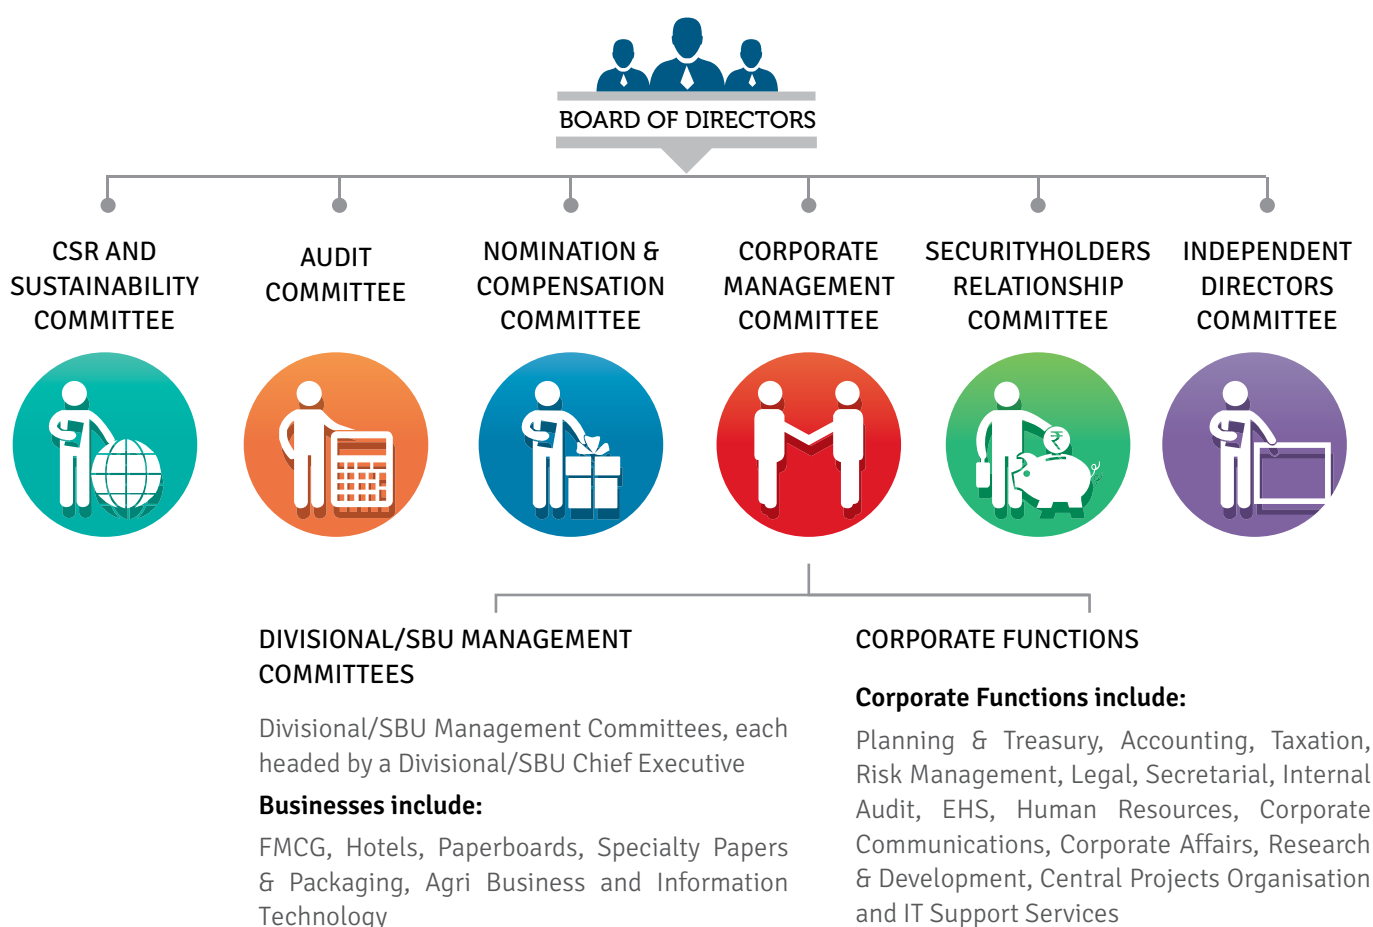 BOARD OF DIRECTORS
CSR AND
SUSTAINABILITY
COMMITTEE
AUDIT
COMMITTEE
NOMINATION &
COMPENSATION
COMMITTEE
CORPORATE
MANAGEMENT
COMMITTEE
SECURITYHOLDERS
RELATIONSHIP
COMMITTEE
INDEPENDENT
DIRECTORS
COMMITTEE
₹
DIVISIONAL/SBU MANAGEMENT
COMMITTEES
Divisional/SBU Management Committees, each
headed by a Divisional/SBU Chief Executive
Businesses include:
FMCG, Hotels, Paperboards, Specialty Papers
& Packaging, Agri Business and Information
Technology
CORPORATE FUNCTIONS
Corporate Functions include:
Planning & Treasury, Accounting, Taxation,
Risk Management, Legal, Secretarial, Internal
Audit, EHS, Human Resources, Corporate
Communications, Corporate Affairs, Research
& Development, Central Projects Organisation
and IT Support Services